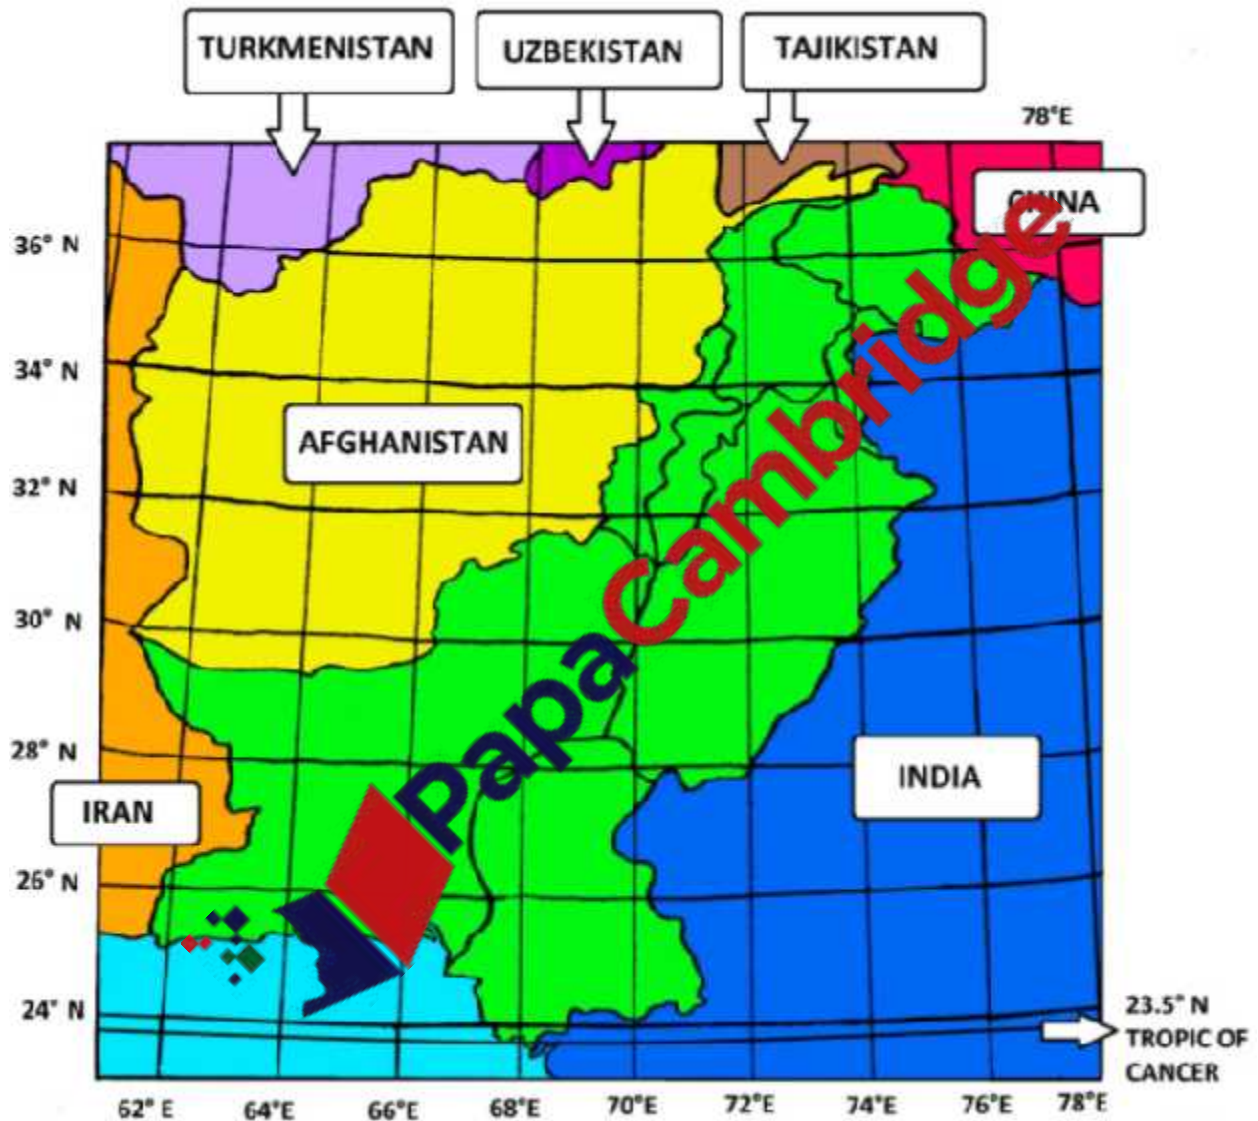 TURKMENISTAN
UZBEKISTAN
TAJIKISTAN
78°E
CHINA
36° N
34° N
AFGHANISTAN
32° N
30° N
28° N
INDIA
IRAN
26° N
24° N
23.5° N
TROPIC OF
CANCER
62° E
64°E
66°E
68°E
70°E
72°E
74°E
76°E
78°E
PapaCambridge